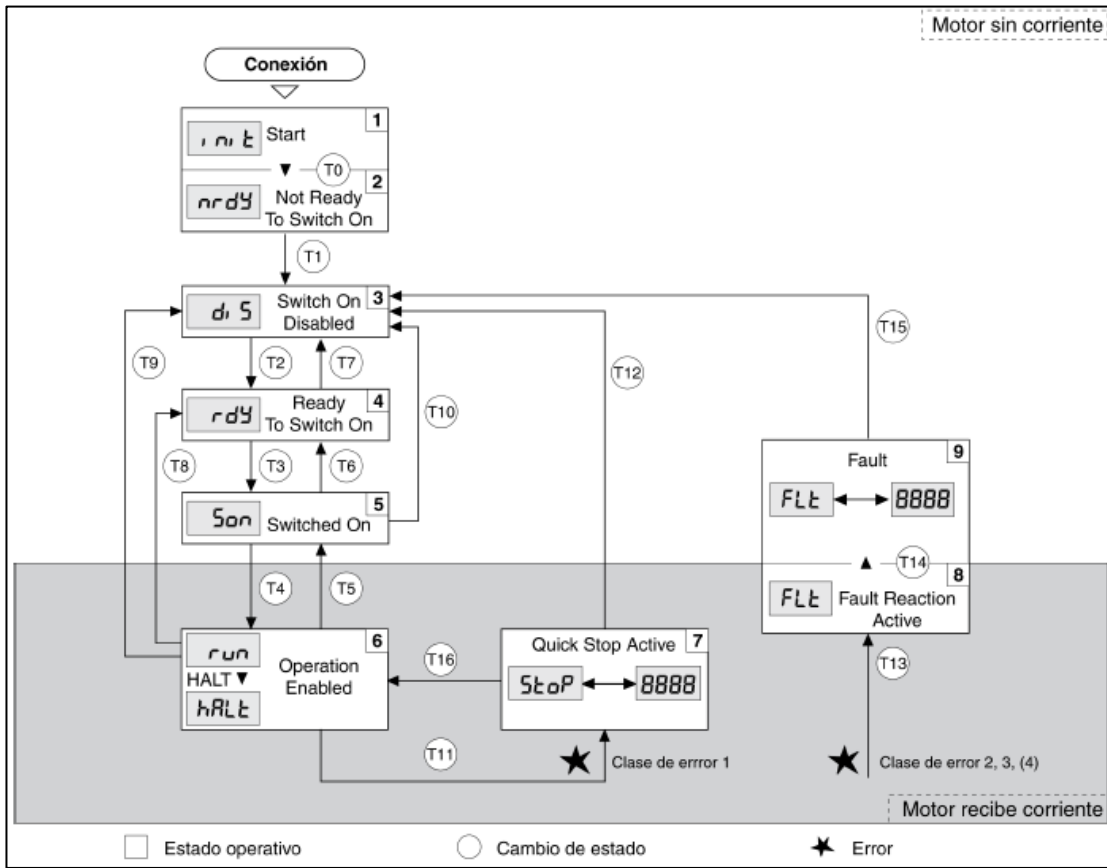 Motor sin corriente
Conexión
1
init
Start
T0
2
nrdy
Not Ready
To Switch On
T1
3
diS
Switch On
Disabled
T15
T9
T2
T7
T12
4
rdy
Ready
To Switch On
T10
T8
T3
T6
9
Fault
FLt
8888
5
Son
Switched On
T14
8
FLt
Fault Reaction
Active
T4
T5
6
run
HALT
hALt
Operation
Enabled
T16
Quick Stop Active
7
StoP
8888
T13
T11
Clase de errror 1
Clase de error 2, 3, (4)
Motor recibe corriente
Estado operativo
Cambio de estado
Error